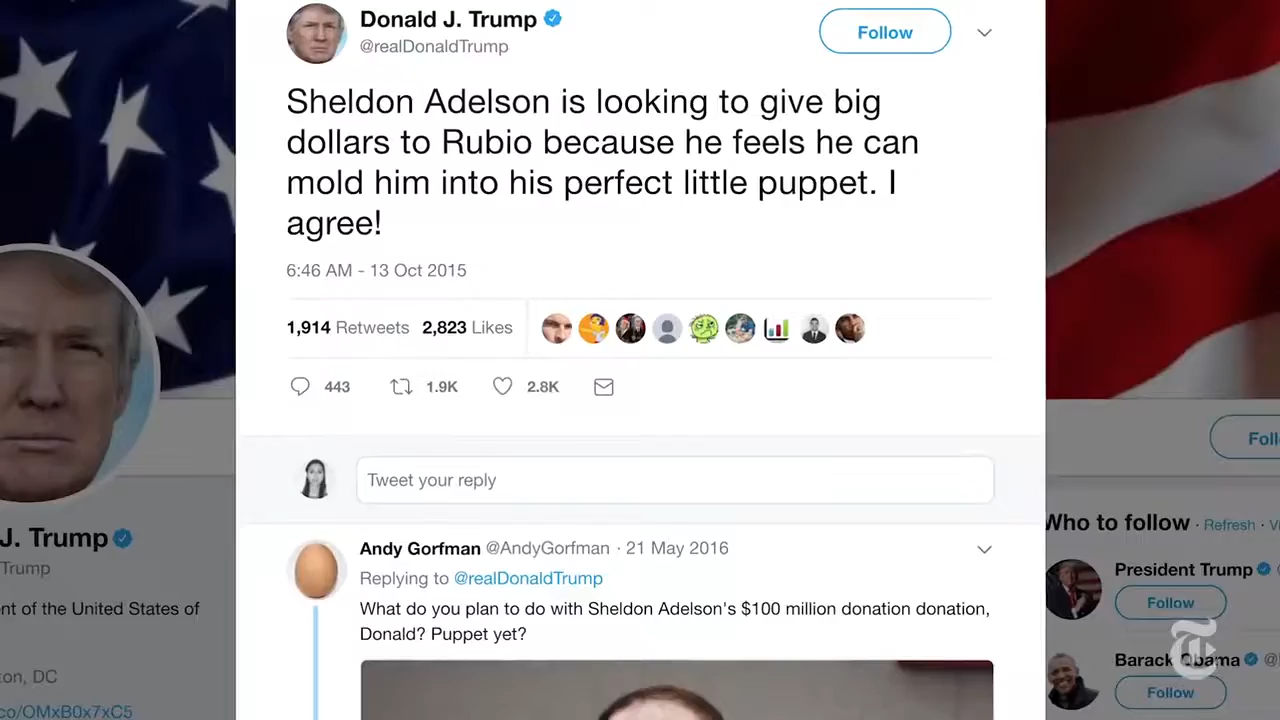 Donald J. Trump
@realDonaldTrump
Follow
Sheldon Adelson is looking to give big
dollars to Rubio because he feels he can
mold him into his perfect little puppet. I
agree!
6:46 AM - 13 Oct 2015
1,914 Retweets 2,823 Likes
443 1.9K 2.8K
Tweet your reply
Andy Gorfman @AndyGorfman · 21 May 2016
Replying to @realDonaldTrump
What do you plan to do with Sheldon Adelson's $100 million donation donation,
Donald? Puppet yet?
J. Trump
Trump
nt of the United States of
ton, DC
co/OMxB0x7xC5
Foll
Who to follow · Refresh · Vi
President Trump
Follow
Barack Obama @
Follow